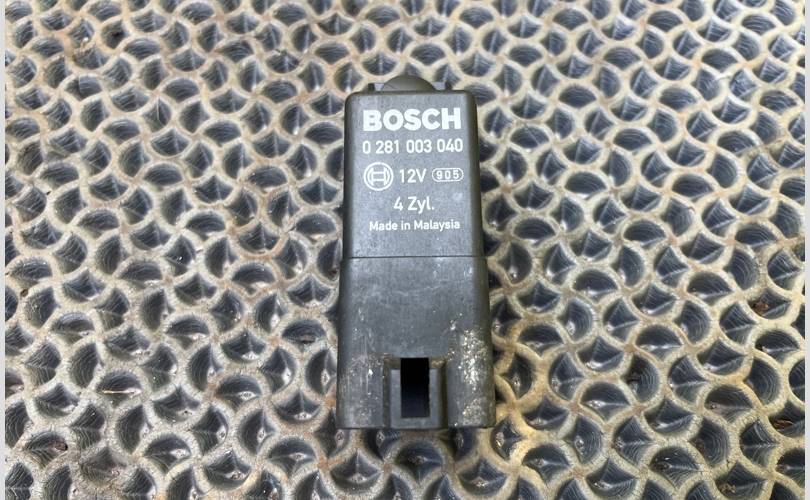 BOSCH
0 281 003 040
12V 905
4 Zyl.
Made in Malaysia